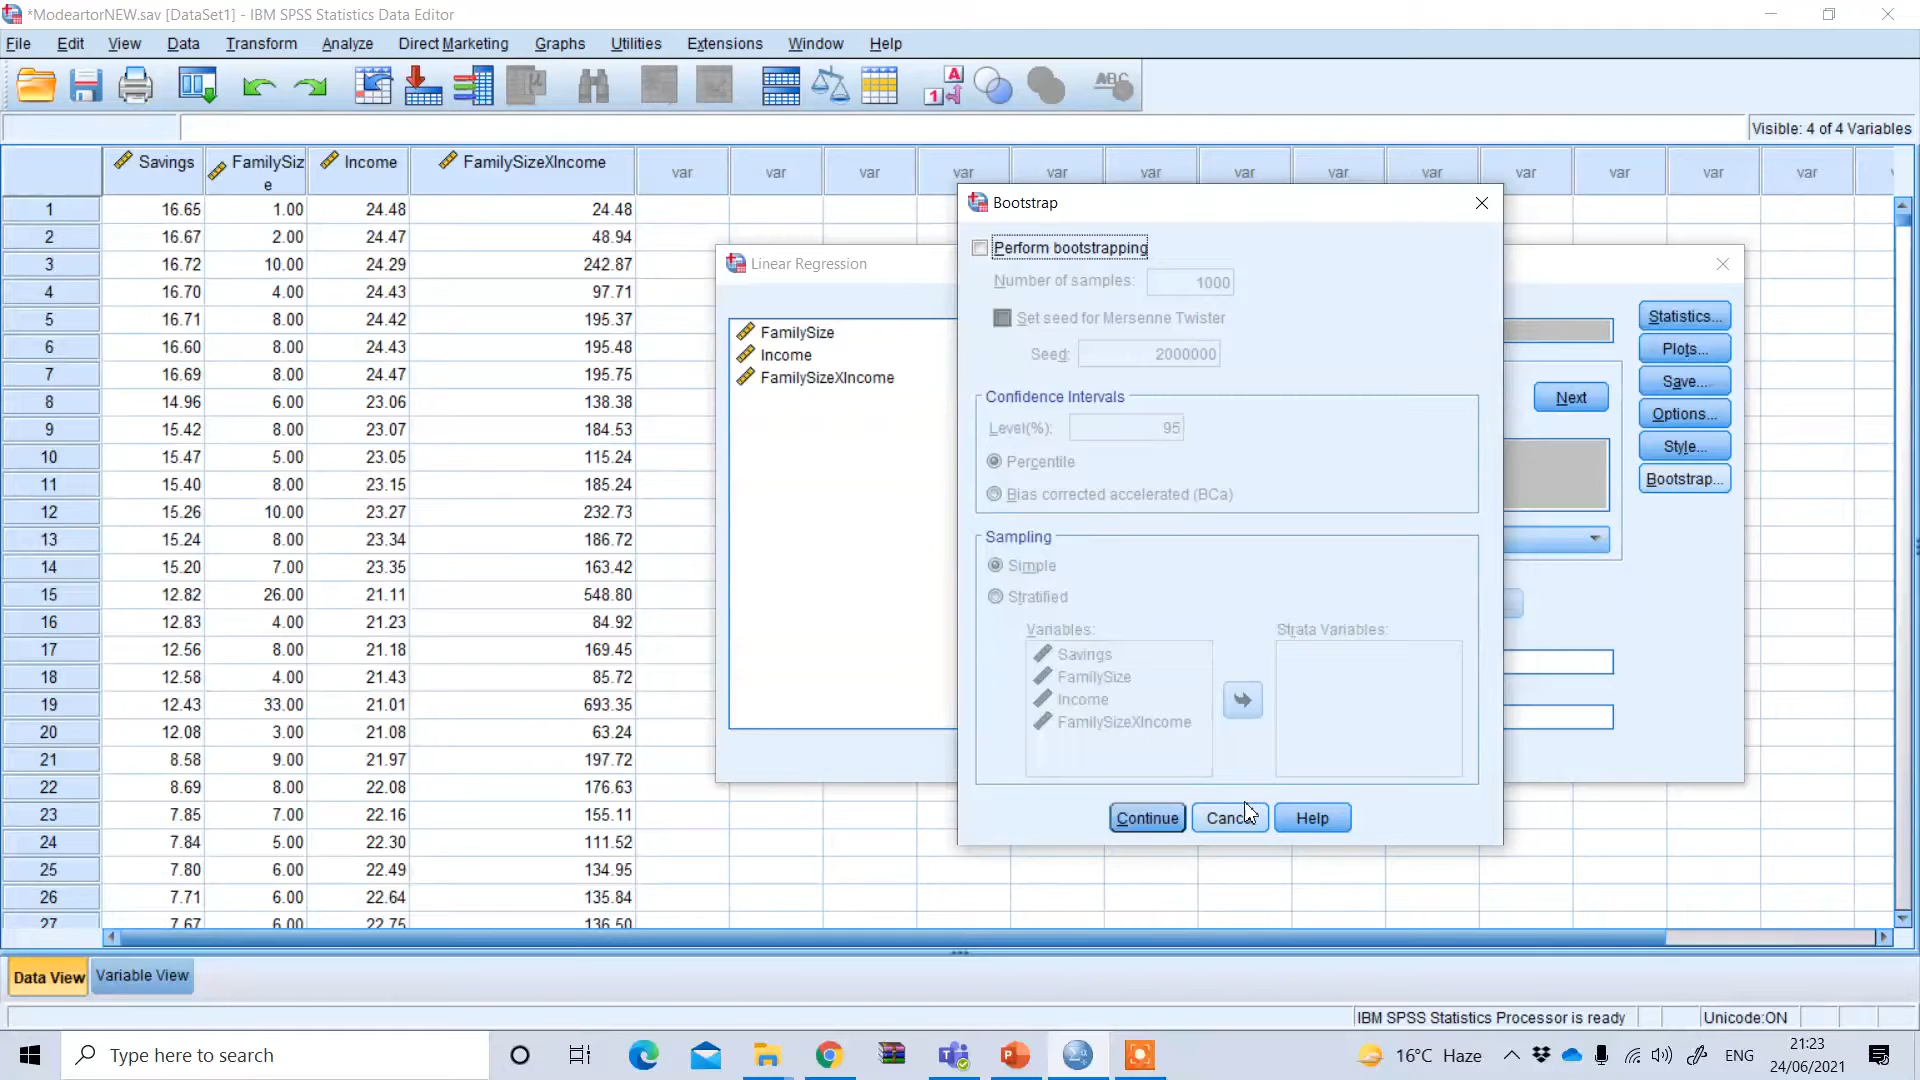 *ModeartorNEW.sav [DataSet1] - IBM SPSS Statistics Data Editor
File Edit View Data Transform Analyze Direct Marketing Graphs Utilities Extensions Window Help
Visible: 4 of 4 Variables
Savings FamilySiz e Income FamilySizeXIncome var var var var var var var var var var var var var
1 16.65 1.00 24.48 24.48
2 16.67 2.00 24.47 48.94
3 16.72 10.00 24.29 242.87
4 16.70 4.00 24.43 97.71
5 16.71 8.00 24.42 195.37
6 16.60 8.00 24.43 195.48
7 16.69 8.00 24.47 195.75
8 14.96 6.00 23.06 138.38
9 15.42 8.00 23.07 184.53
10 15.47 5.00 23.05 115.24
11 15.40 8.00 23.15 185.24
12 15.26 10.00 23.27 232.73
13 15.24 8.00 23.34 186.72
14 15.20 7.00 23.35 163.42
15 12.82 26.00 21.11 548.80
16 12.83 4.00 21.23 84.92
17 12.56 8.00 21.18 169.45
18 12.58 4.00 21.43 85.72
19 12.43 33.00 21.01 693.35
20 12.08 3.00 21.08 63.24
21 8.58 9.00 21.97 197.72
22 8.69 8.00 22.08 176.63
23 7.85 7.00 22.16 155.11
24 7.84 5.00 22.30 111.52
25 7.80 6.00 22.49 134.95
26 7.71 6.00 22.64 135.84
27 7.67 6.00 22.75 136.50
Linear Regression
FamilySize
Income
FamilySizeXIncome
Next
Statistics...
Plots...
Save...
Options...
Style...
Bootstrap...
Bootstrap
Perform bootstrapping
Number of samples: 1000
Set seed for Mersenne Twister
Seed: 2000000
Confidence Intervals
Level(%): 95
Percentile
Bias corrected accelerated (BCa)
Sampling
Simple
Stratified
Variables: Strata Variables:
Savings
FamilySize
Income
FamilySizeXIncome
Continue Cancel Help
Data View Variable View
IBM SPSS Statistics Processor is ready Unicode:ON
Type here to search
16°C Haze ENG
21:23
24/06/2021